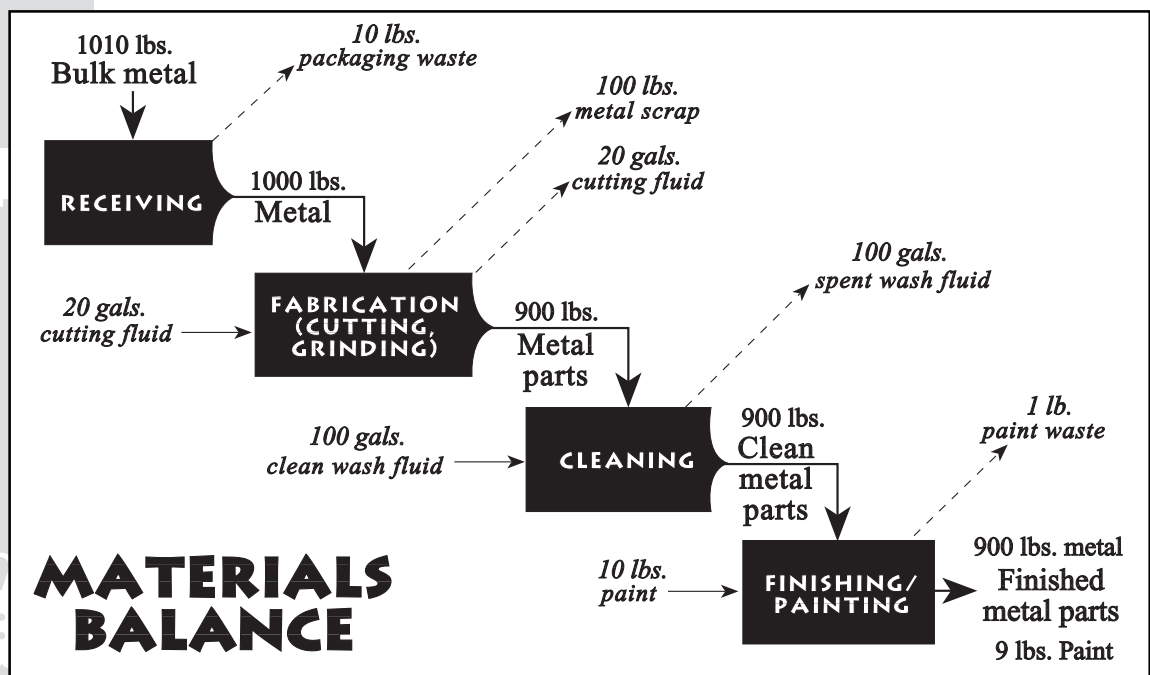 1010 lbs.
Bulk metal
10 lbs.
packaging waste
RECEIVING
1000 lbs.
Metal
100 lbs.
metal scrap
20 gals.
cutting fluid
20 gals.
cutting fluid
FABRICATION
(CUTTING,
GRINDING)
900 lbs.
Metal
parts
100 gals.
spent wash fluid
100 gals.
clean wash fluid
CLEANING
900 lbs.
Clean
metal
parts
1 lb.
paint waste
10 lbs.
paint
FINISHING/
PAINTING
900 lbs. metal
Finished
metal parts
9 lbs. Paint
MATERIALS
BALANCE